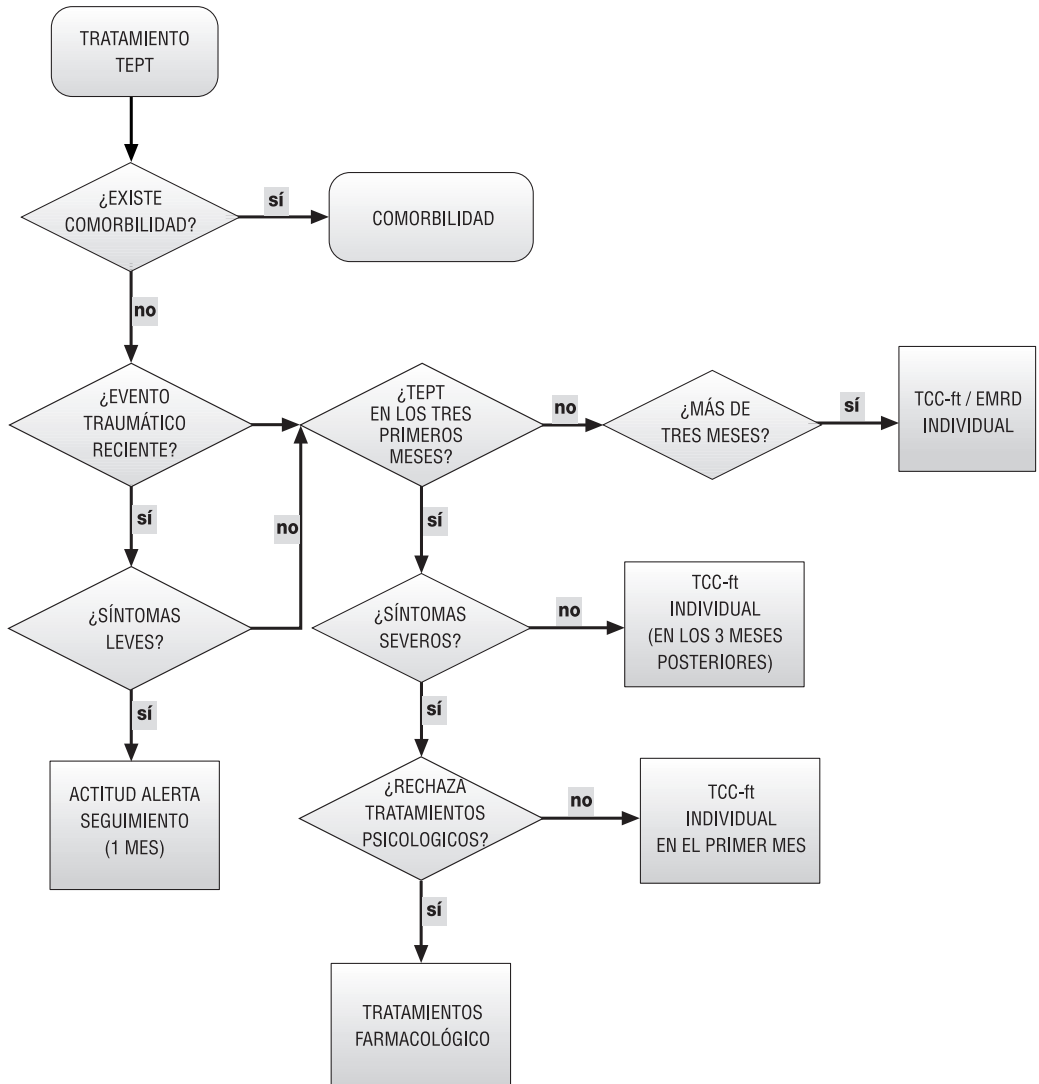 TRATAMIENTO
TEPT
¿EXISTE
COMORBILIDAD?
sí
COMORBILIDAD
no
¿EVENTO
TRAUMÁTICO
RECIENTE?
¿TEPT
EN LOS TRES
PRIMEROS
MESES?
no
¿MÁS DE
TRES MESES?
sí
TCC-ft / EMRD
INDIVIDUAL
sí
no
sí
¿SÍNTOMAS
LEVES?
¿SÍNTOMAS
SEVEROS?
no
TCC-ft
INDIVIDUAL
(EN LOS 3 MESES
POSTERIORES)
sí
sí
ACTITUD ALERTA
SEGUIMIENTO
(1 MES)
¿RECHAZA
TRATAMIENTOS
PSICOLOGICOS?
no
TCC-ft
INDIVIDUAL
EN EL PRIMER MES
sí
TRATAMIENTOS
FARMACOLÓGICO